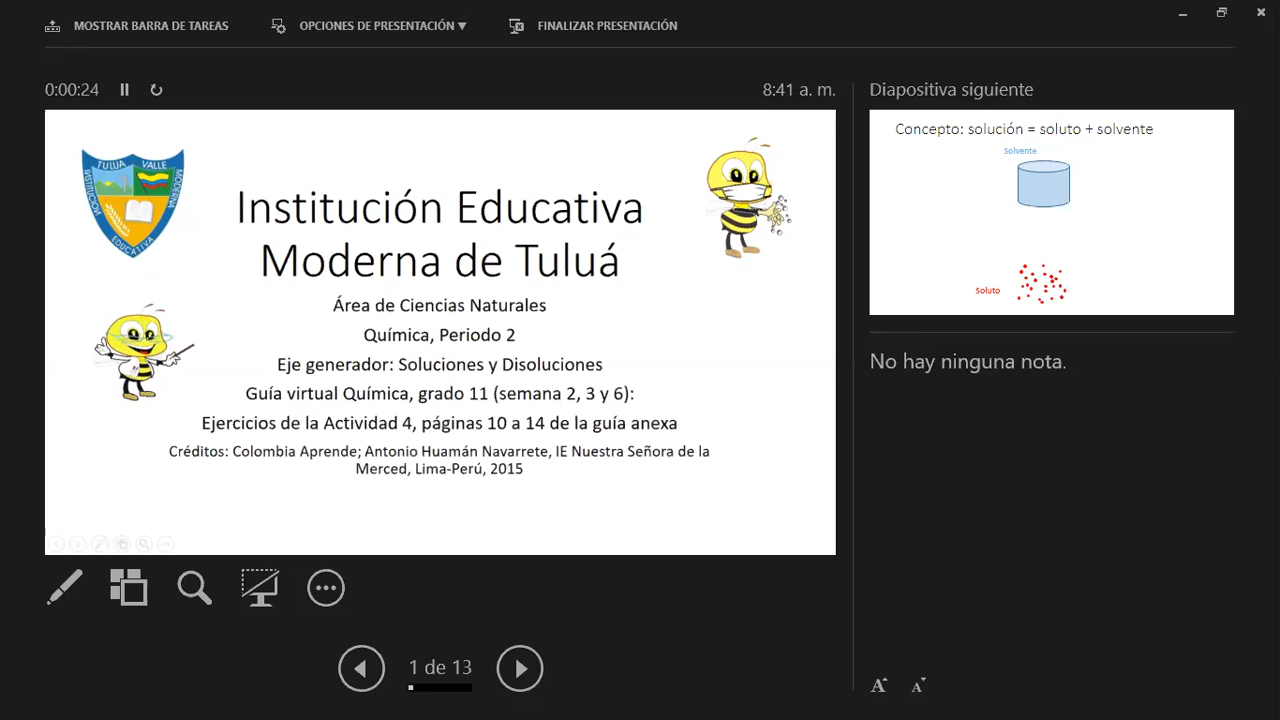 MOSTRAR BARRA DE TAREAS
OPCIONES DE PRESENTACIÓN ▼
FINALIZAR PRESENTACIÓN
0:00:24
8:41 a. m.
TULUA VALLE
INSTITUCIÓN
MODERNA
EDUCATIVA
Institución Educativa
Moderna de Tuluá
Área de Ciencias Naturales
Química, Periodo 2
Eje generador: Soluciones y Disoluciones
Guía virtual Química, grado 11 (semana 2, 3 y 6):
Ejercicios de la Actividad 4, páginas 10 a 14 de la guía anexa
Créditos: Colombia Aprende; Antonio Huamán Navarrete, IE Nuestra Señora de la
Merced, Lima-Perú, 2015
1 de 13
Diapositiva siguiente
Concepto: solución = soluto + solvente
Solvente
Soluto
No hay ninguna nota.
A A